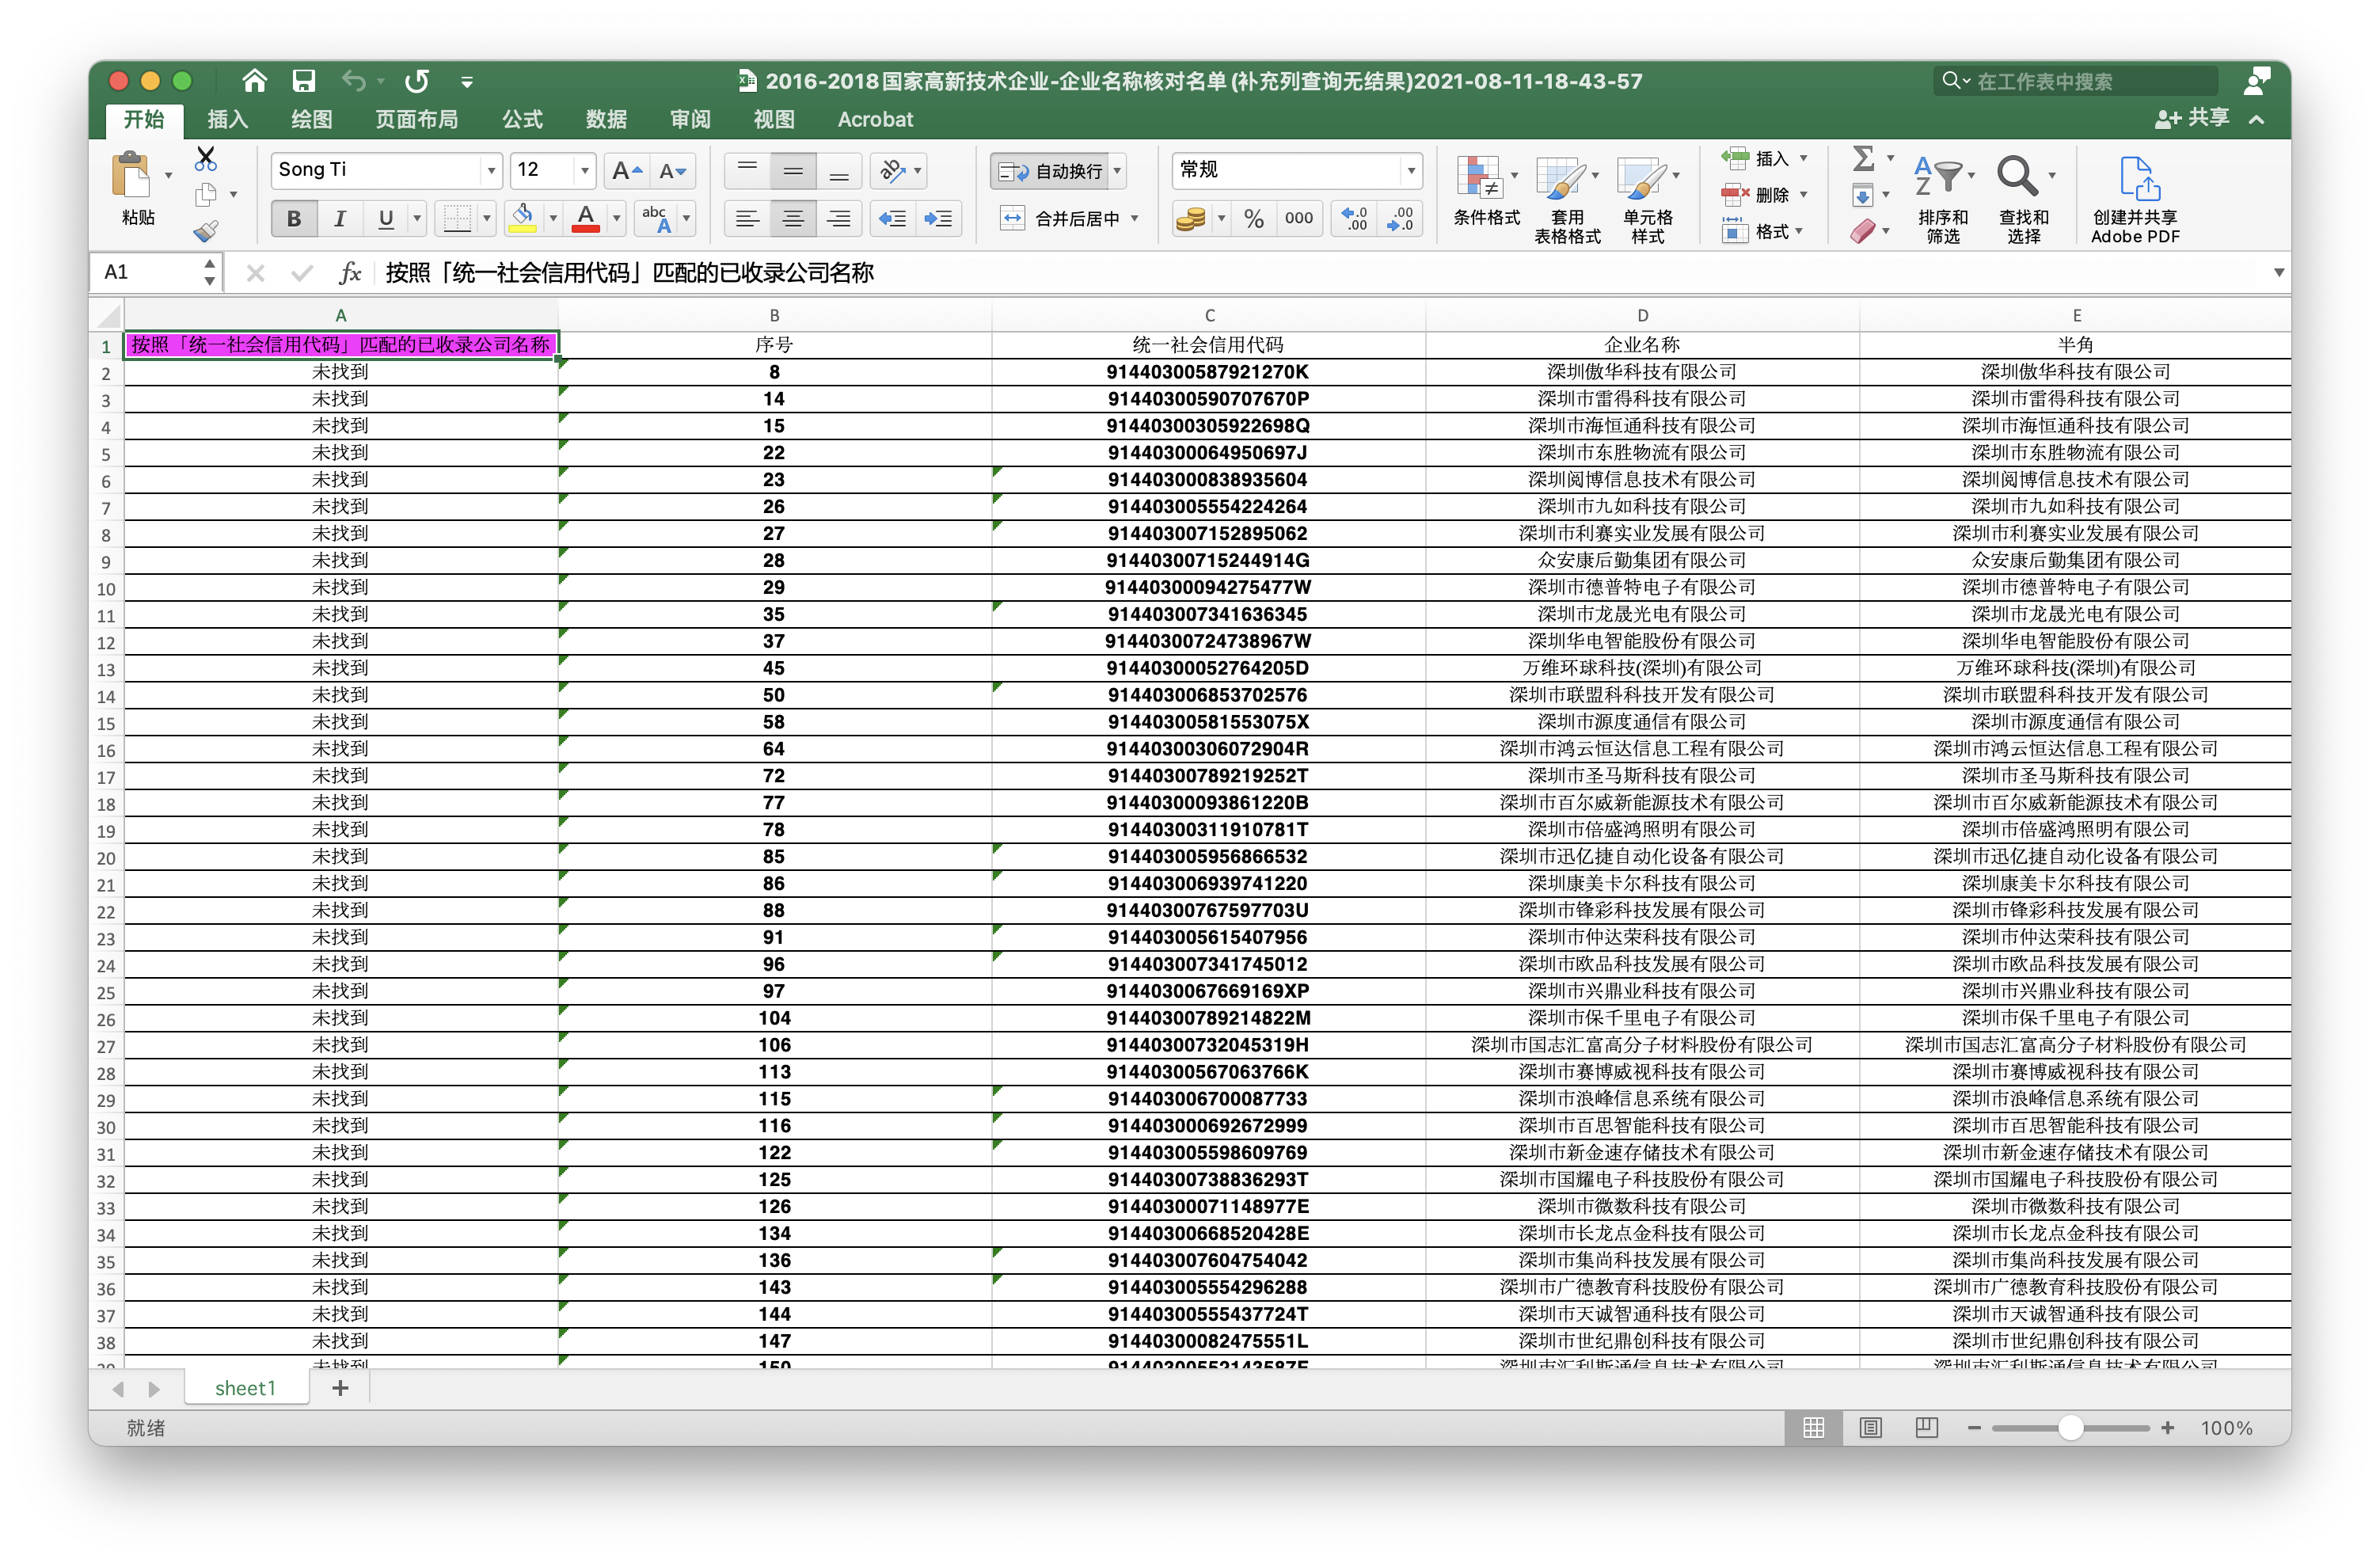 2016-2018国家高新技术企业-企业名称核对名单(补充列查询无结果)2021-08-11-18-43-57
在工作表中搜索
开始 插入 绘图 页面布局 公式 数据 审阅 视图 Acrobat 共享
粘贴 Song Ti 12 自动换行 合并后居中 常规 条件格式 套用 表格格式 单元格 样式 插入 删除 格式 排序和 筛选 查找和 选择 创建并共享 Adobe PDF
A1 fx 按照「统一社会信用代码」匹配的已收录公司名称
A B C D E
1 按照「统一社会信用代码」匹配的已收录公司名称 序号 统一社会信用代码 企业名称 半角
2 未找到 8 91440300587921270K 深圳傲华科技有限公司 深圳傲华科技有限公司
3 未找到 14 91440300590707670P 深圳市雷得科技有限公司 深圳市雷得科技有限公司
4 未找到 15 91440300305922698Q 深圳市海恒通科技有限公司 深圳市海恒通科技有限公司
5 未找到 22 91440300064950697J 深圳市东胜物流有限公司 深圳市东胜物流有限公司
6 未找到 23 914403000838935604 深圳阅博信息技术有限公司 深圳阅博信息技术有限公司
7 未找到 26 914403005554224264 深圳市九如科技有限公司 深圳市九如科技有限公司
8 未找到 27 914403007152895062 深圳市利赛实业发展有限公司 深圳市利赛实业发展有限公司
9 未找到 28 91440300715244914G 众安康后勤集团有限公司 众安康后勤集团有限公司
10 未找到 29 91440300094275477W 深圳市德普特电子有限公司 深圳市德普特电子有限公司
11 未找到 35 914403007341636345 深圳市龙晟光电有限公司 深圳市龙晟光电有限公司
12 未找到 37 91440300724738967W 深圳华电智能股份有限公司 深圳华电智能股份有限公司
13 未找到 45 91440300052764205D 万维环球科技(深圳)有限公司 万维环球科技(深圳)有限公司
14 未找到 50 914403006853702576 深圳市联盟科科技开发有限公司 深圳市联盟科科技开发有限公司
15 未找到 58 91440300581553075X 深圳市源度通信有限公司 深圳市源度通信有限公司
16 未找到 64 91440300306072904R 深圳市鸿云恒达信息工程有限公司 深圳市鸿云恒达信息工程有限公司
17 未找到 72 91440300789219252T 深圳市圣马斯科技有限公司 深圳市圣马斯科技有限公司
18 未找到 77 91440300093861220B 深圳市百尔威新能源技术有限公司 深圳市百尔威新能源技术有限公司
19 未找到 78 91440300311910781T 深圳市倍盛鸿照明有限公司 深圳市倍盛鸿照明有限公司
20 未找到 85 914403005956866532 深圳市迅亿捷自动化设备有限公司 深圳市迅亿捷自动化设备有限公司
21 未找到 86 914403006939741220 深圳康美卡尔科技有限公司 深圳康美卡尔科技有限公司
22 未找到 88 91440300767597703U 深圳市锋彩科技发展有限公司 深圳市锋彩科技发展有限公司
23 未找到 91 914403005615407956 深圳市仲达荣科技有限公司 深圳市仲达荣科技有限公司
24 未找到 96 914403007341745012 深圳市欧品科技发展有限公司 深圳市欧品科技发展有限公司
25 未找到 97 9144030067669169XP 深圳市兴鼎业科技有限公司 深圳市兴鼎业科技有限公司
26 未找到 104 91440300789214822M 深圳市保千里电子有限公司 深圳市保千里电子有限公司
27 未找到 106 91440300732045319H 深圳市国志汇富高分子材料股份有限公司 深圳市国志汇富高分子材料股份有限公司
28 未找到 113 91440300567063766K 深圳市赛博威视科技有限公司 深圳市赛博威视科技有限公司
29 未找到 115 914403006700087733 深圳市浪峰信息系统有限公司 深圳市浪峰信息系统有限公司
30 未找到 116 914403000692672999 深圳市百思智能科技有限公司 深圳市百思智能科技有限公司
31 未找到 122 914403005598609769 深圳市新金速存储技术有限公司 深圳市新金速存储技术有限公司
32 未找到 125 91440300738836293T 深圳市国耀电子科技股份有限公司 深圳市国耀电子科技股份有限公司
33 未找到 126 91440300071148977E 深圳市微数科技有限公司 深圳市微数科技有限公司
34 未找到 134 91440300668520428E 深圳市长龙点金科技有限公司 深圳市长龙点金科技有限公司
35 未找到 136 914403007604754042 深圳市集尚科技发展有限公司 深圳市集尚科技发展有限公司
36 未找到 143 914403005554296288 深圳市广德教育科技股份有限公司 深圳市广德教育科技股份有限公司
37 未找到 144 91440300555437724T 深圳市天诚智通科技有限公司 深圳市天诚智通科技有限公司
38 未找到 147 91440300082475551L 深圳市世纪鼎创科技有限公司 深圳市世纪鼎创科技有限公司
未找到 150
sheet1
就绪 100%